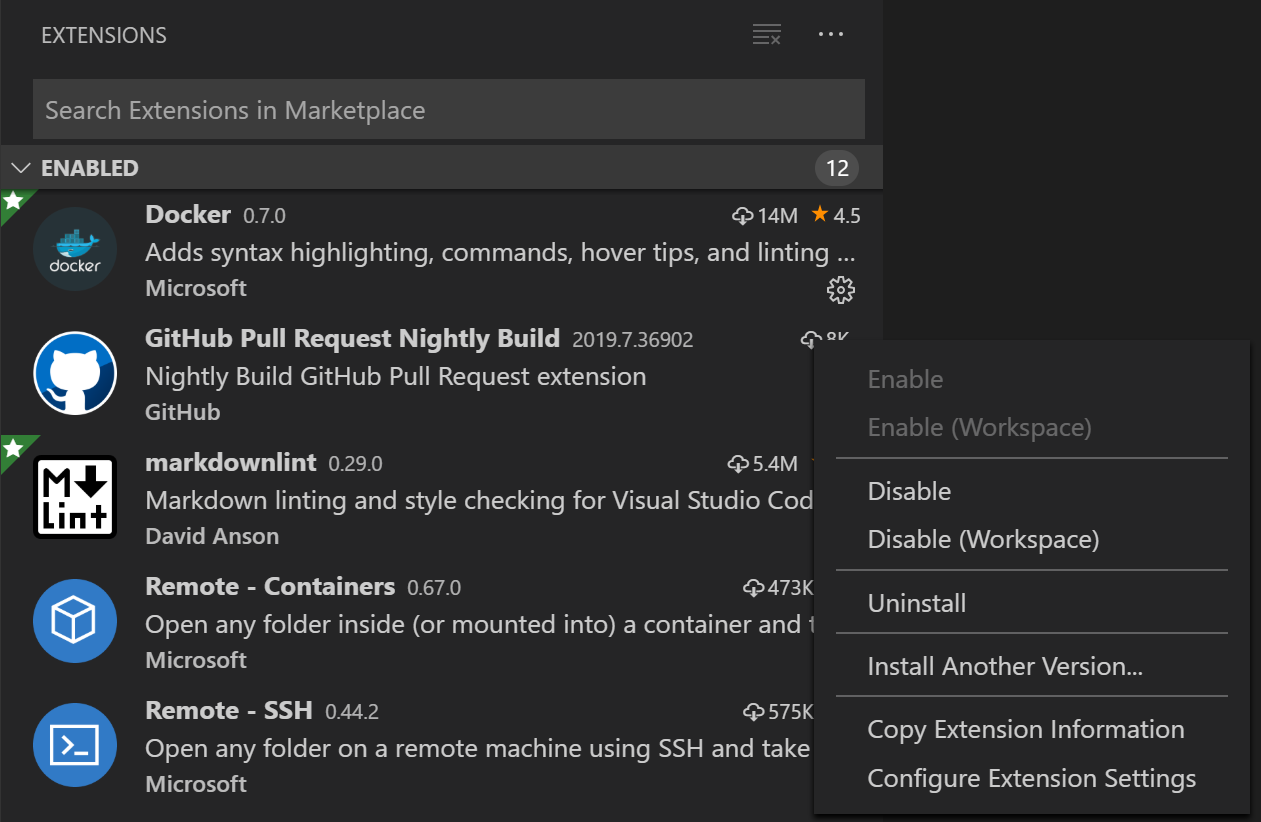 EXTENSIONS
Search Extensions in Marketplace
ENABLED 12
Docker 0.7.0 14M 4.5
docker
Adds syntax highlighting, commands, hover tips, and linting ...
Microsoft
GitHub Pull Request Nightly Build 2019.7.36902 8K
Nightly Build GitHub Pull Request extension
GitHub
markdownlint 0.29.0 5.4M
M
Lint
Markdown linting and style checking for Visual Studio Cod
David Anson
Remote - Containers 0.67.0 473K
Open any folder inside (or mounted into) a container and t
Microsoft
Remote - SSH 0.44.2 575K
Open any folder on a remote machine using SSH and take
Microsoft
Enable
Enable (Workspace)
Disable
Disable (Workspace)
Uninstall
Install Another Version...
Copy Extension Information
Configure Extension Settings